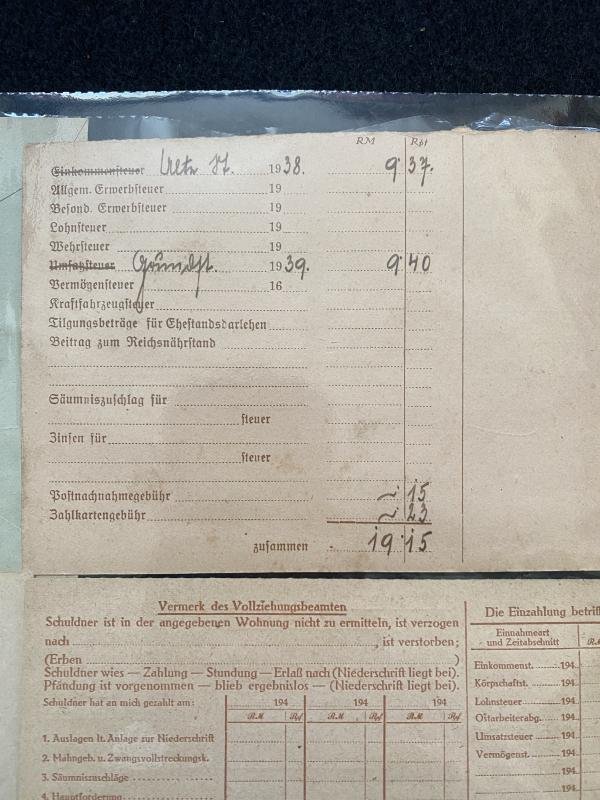 RM Rpf
Einkommensteuer 1938. 9 37.
Allgem. Erwerbsteuer 19
Besond. Erwerbsteuer 19
Lohnsteuer 19
Wehrsteuer 19
Umsatzsteuer Grundst. 1939. 9 40
Vermögensteuer 16
Kraftfahrzeugsteuer
Tilgungsbeträge für Ehestandsdarlehen
Beitrag zum Reichsnährstand
Säumniszuschlag für
steuer
Zinsen für
steuer
Postnachnahmegebühr 15
Zahlkartengebühr 23
zusammen 19 15
Vermerk des Vollziehungsbeamten
Schuldner ist in der angegebenen Wohnung nicht zu ermitteln, ist verzogen
nach , ist verstorben;
(Erben )
Schuldner wies — Zahlung — Stundung — Erlaß nach (Niederschrift liegt bei).
Pfändung ist vorgenommen — blieb ergebnislos — (Niederschrift liegt bei).
Schuldner hat an mich gezahlt am: 194 194 194
RM Rpf RM Rpf RM Rpf
1. Auslagen lt. Anlage zur Niederschrift
2. Mahngeb. u. Zwangsvollstreckungsk.
3. Säumniszuschläge
4. Hauptforderung
Die Einzahlung betrifft
Einnahmeart
und Zeitabschnitt
Einkommenst. 194
Körpschaftst. 194
Lohnsteuer 194
Ostarbeiterabg. 194
Umsatzsteuer 194
Vermögenst. 194
194
194